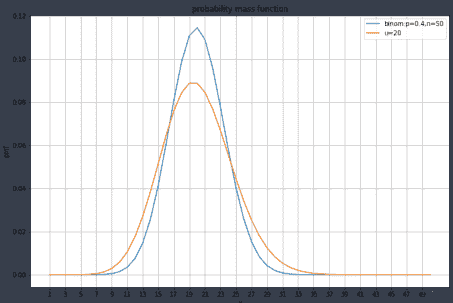 probability mass function
binom:p=0.4,n=50
u=20
0.12
0.10
0.08
0.06
0.04
0.02
0.00
pmf
1 3 5 7 9 11 13 15 17 19 21 23 25 27 29 31 33 35 37 39 41 43 45 47 49